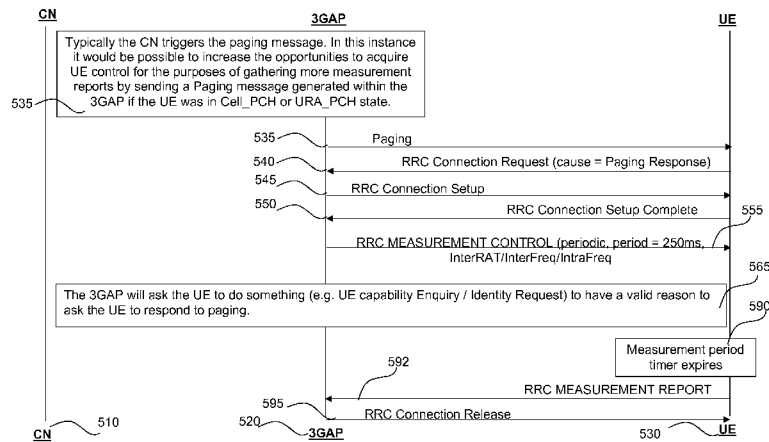 CN
3GAP
UE
Typically the CN triggers the paging message. In this instance
it would be possible to increase the opportunities to acquire
UE control for the purposes of gathering more measurement
reports by sending a Paging message generated within the
3GAP if the UE was in Cell_PCH or URA_PCH state.
535
535
Paging
540
RRC Connection Request (cause = Paging Response)
545
RRC Connection Setup
550
RRC Connection Setup Complete
555
RRC MEASUREMENT CONTROL (periodic, period = 250ms,
InterRAT/InterFreq/IntraFreq
565
The 3GAP will ask the UE to do something (e.g. UE capability Enquiry / Identity Request) to have a valid reason to
ask the UE to respond to paging.
590
Measurement period
timer expires
592
RRC MEASUREMENT REPORT
595
RRC Connection Release
CN
510
520
3GAP
530
UE